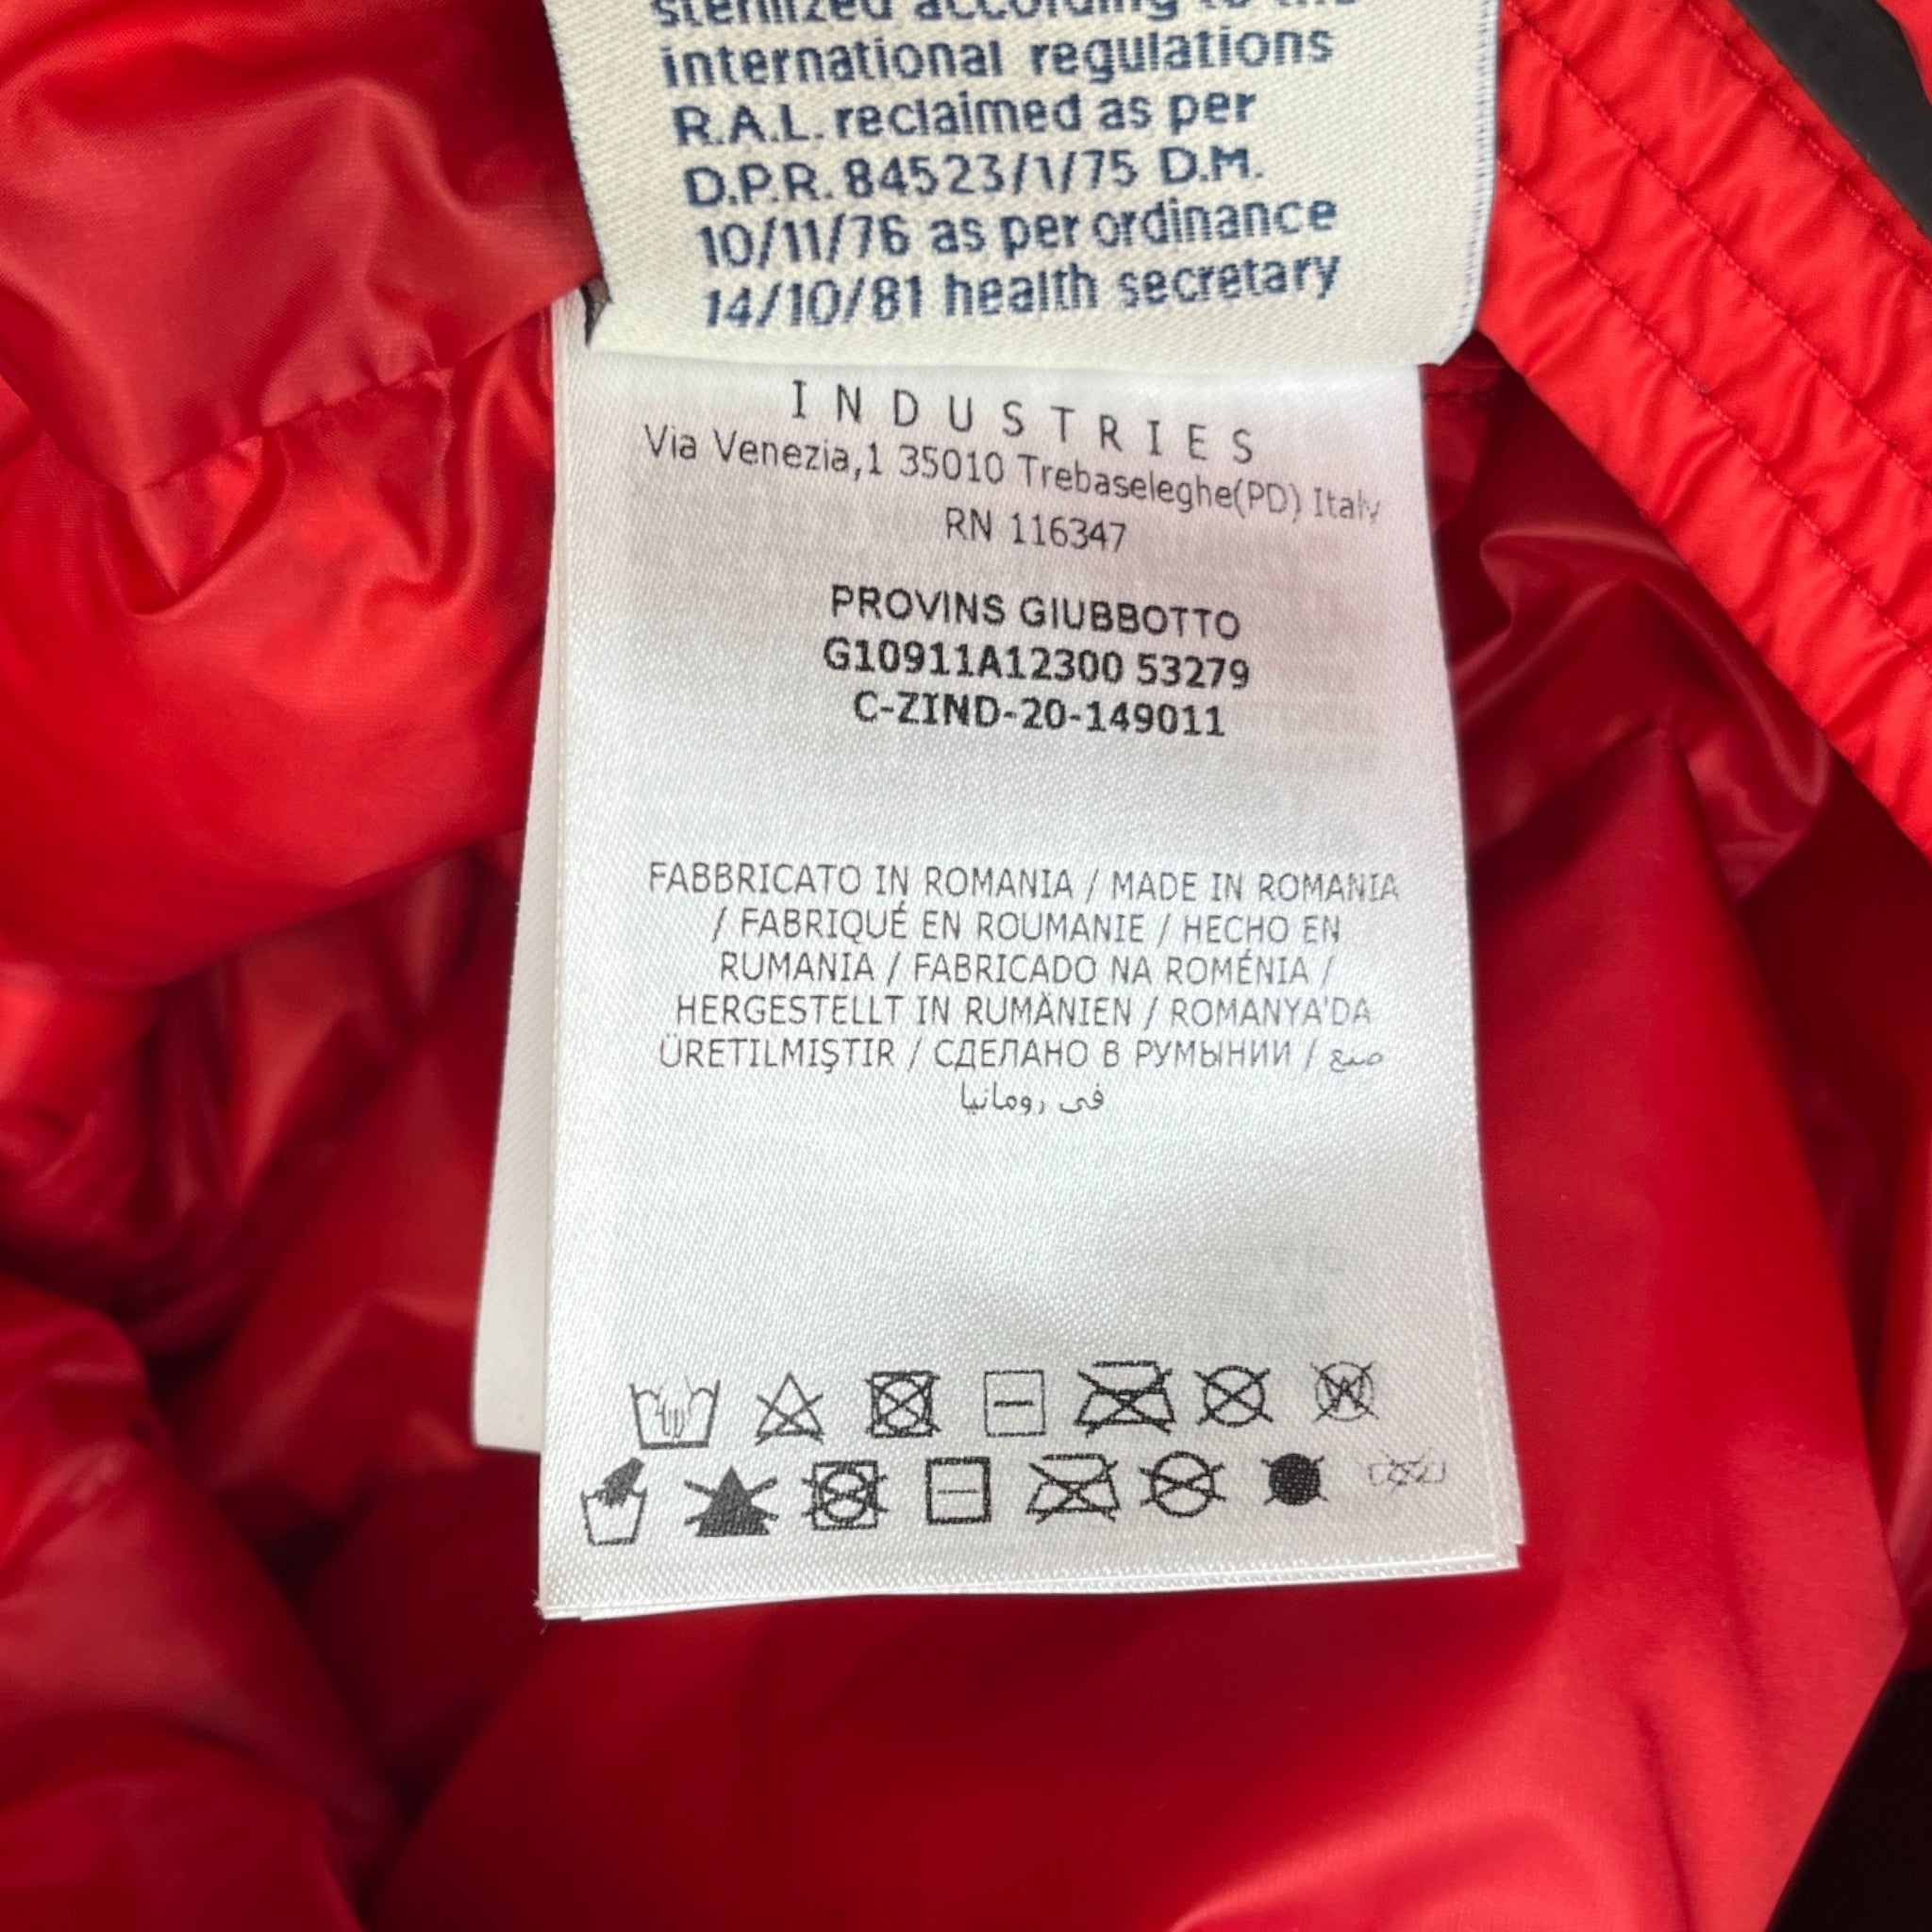 sterilized according to the
international regulations
R.A.L. reclaimed as per
D.P.R. 84523/1/75 D.M.
10/11/76 as per ordinance
14/10/81 health secretary
INDUSTRIES
Via Venezia,1 35010 Trebaseleghe(PD) Italy
RN 116347
PROVINS GIUBBOTTO
G10911A12300 53279
C-ZIND-20-149011
FABBRICATO IN ROMANIA / MADE IN ROMANIA
/ FABRIQUÉ EN ROUMANIE / HECHO EN
RUMANIA / FABRICADO NA ROMÉNIA /
HERGESTELLT IN RUMÄNIEN / ROMANYA'DA
ÜRETILMIŞTIR / СДЕЛАНО В РУМЫНИИ / صنع
في رومانيا